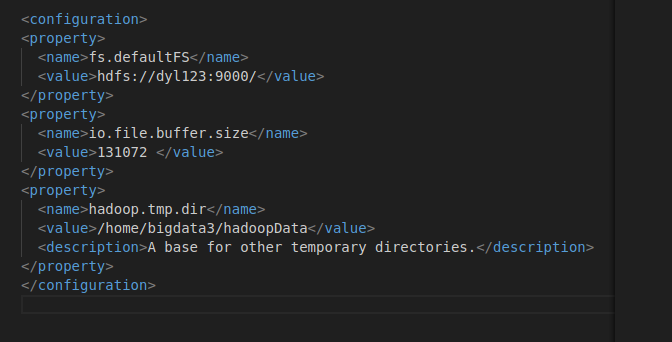 <configuration>
<property>
  <name>fs.defaultFS</name>
  <value>hdfs://dyl123:9000/</value>
</property>
<property>
  <name>io.file.buffer.size</name>
  <value>131072 </value>
</property>
<property>
  <name>hadoop.tmp.dir</name>
  <value>/home/bigdata3/hadoopData</value>
  <description>A base for other temporary directories.</description>
</property>
</configuration>